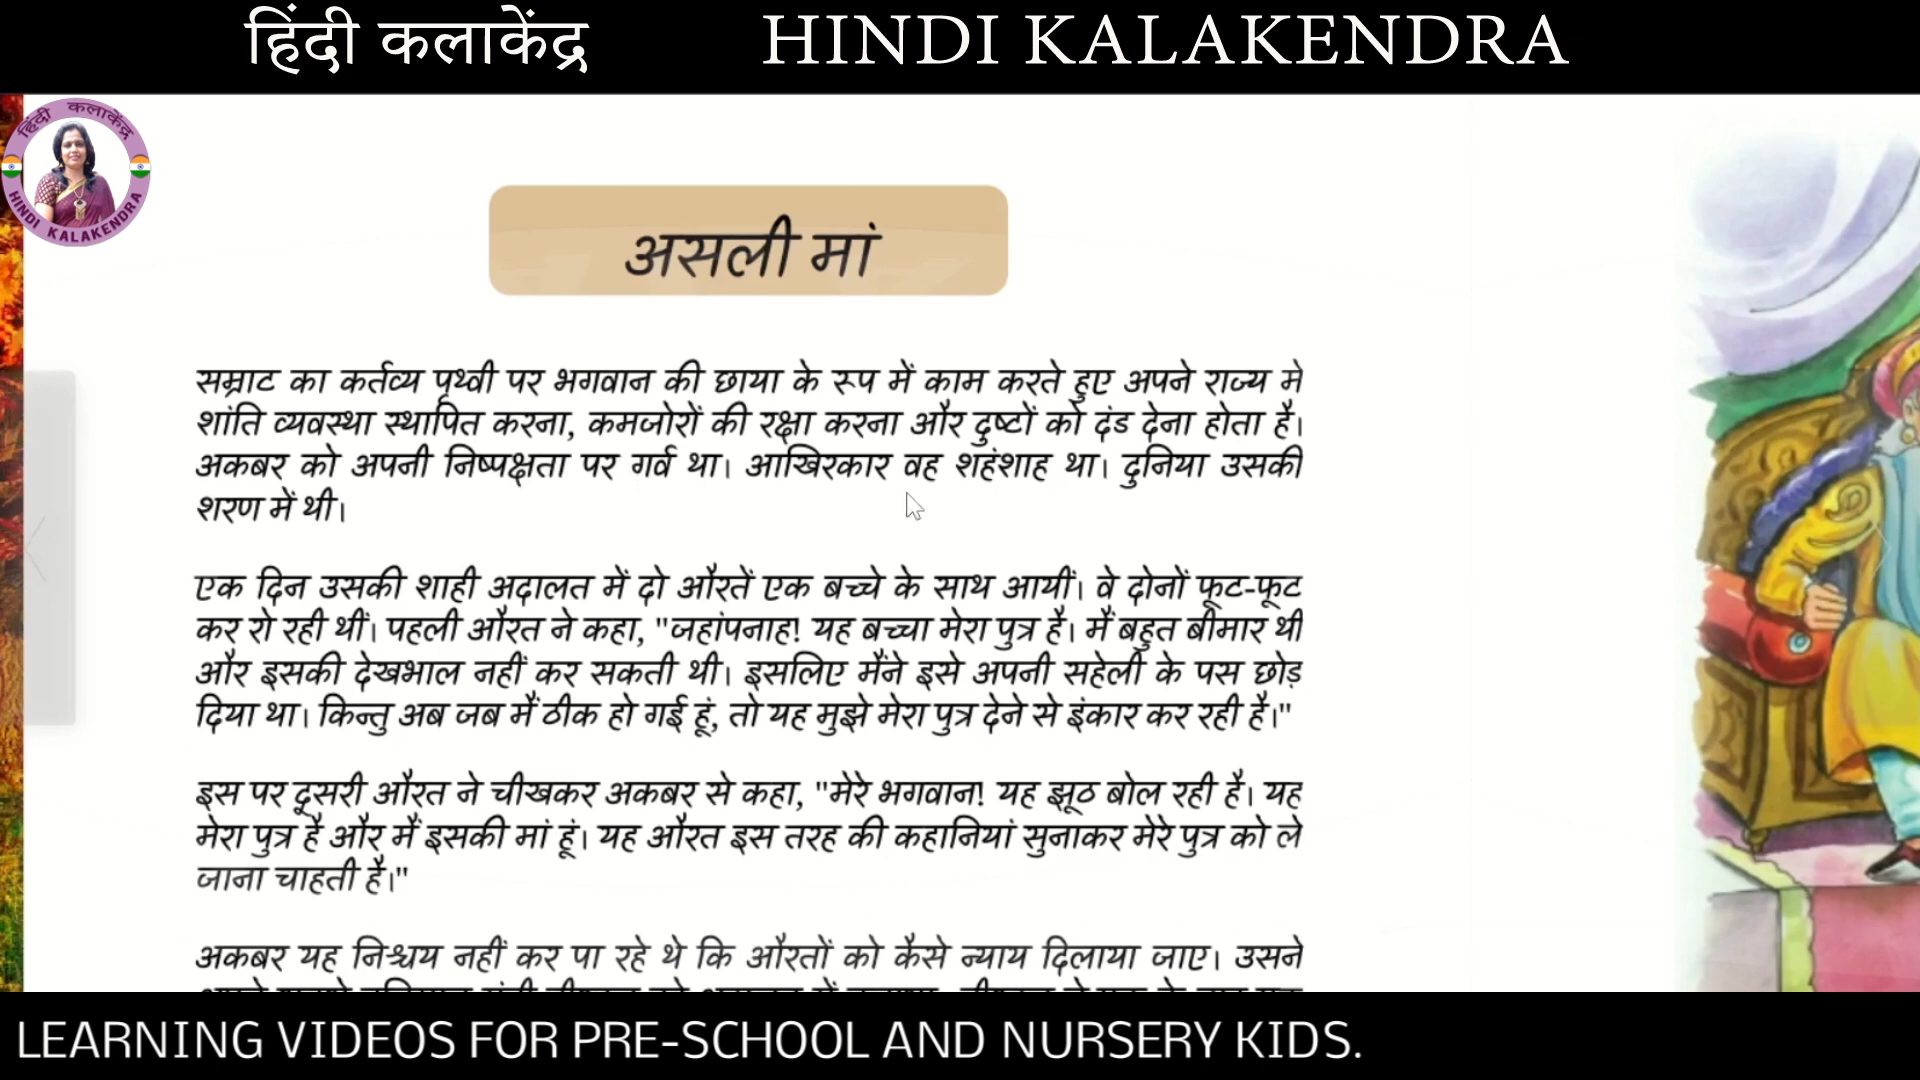 हिंदी कलाकेंद्र HINDI KALAKENDRA
हिंदी कलाकेंद्र
HINDI KALAKENDRA
असली मां
सम्राट का कर्तव्य पृथ्वी पर भगवान की छाया के रूप में काम करते हुए अपने राज्य मे
शांति व्यवस्था स्थापित करना, कमजोरों की रक्षा करना और दुष्टों को दंड देना होता है।
अकबर को अपनी निष्पक्षता पर गर्व था। आखिरकार वह शहंशाह था। दुनिया उसकी
शरण में थी।
एक दिन उसकी शाही अदालत में दो औरतें एक बच्चे के साथ आयीं। वे दोनों फूट-फूट
कर रो रही थीं। पहली औरत ने कहा, "जहांपनाह! यह बच्चा मेरा पुत्र है। मैं बहुत बीमार थी
और इसकी देखभाल नहीं कर सकती थी। इसलिए मैंने इसे अपनी सहेली के पस छोड़
दिया था। किन्तु अब जब मैं ठीक हो गई हूं, तो यह मुझे मेरा पुत्र देने से इंकार कर रही है।"
इस पर दूसरी औरत ने चीखकर अकबर से कहा, "मेरे भगवान! यह झूठ बोल रही है। यह
मेरा पुत्र है और मैं इसकी मां हूं। यह औरत इस तरह की कहानियां सुनाकर मेरे पुत्र को ले
जाना चाहती है।"
अकबर यह निश्चय नहीं कर पा रहे थे कि औरतों को कैसे न्याय दिलाया जाए। उसने
LEARNING VIDEOS FOR PRE-SCHOOL AND NURSERY KIDS.